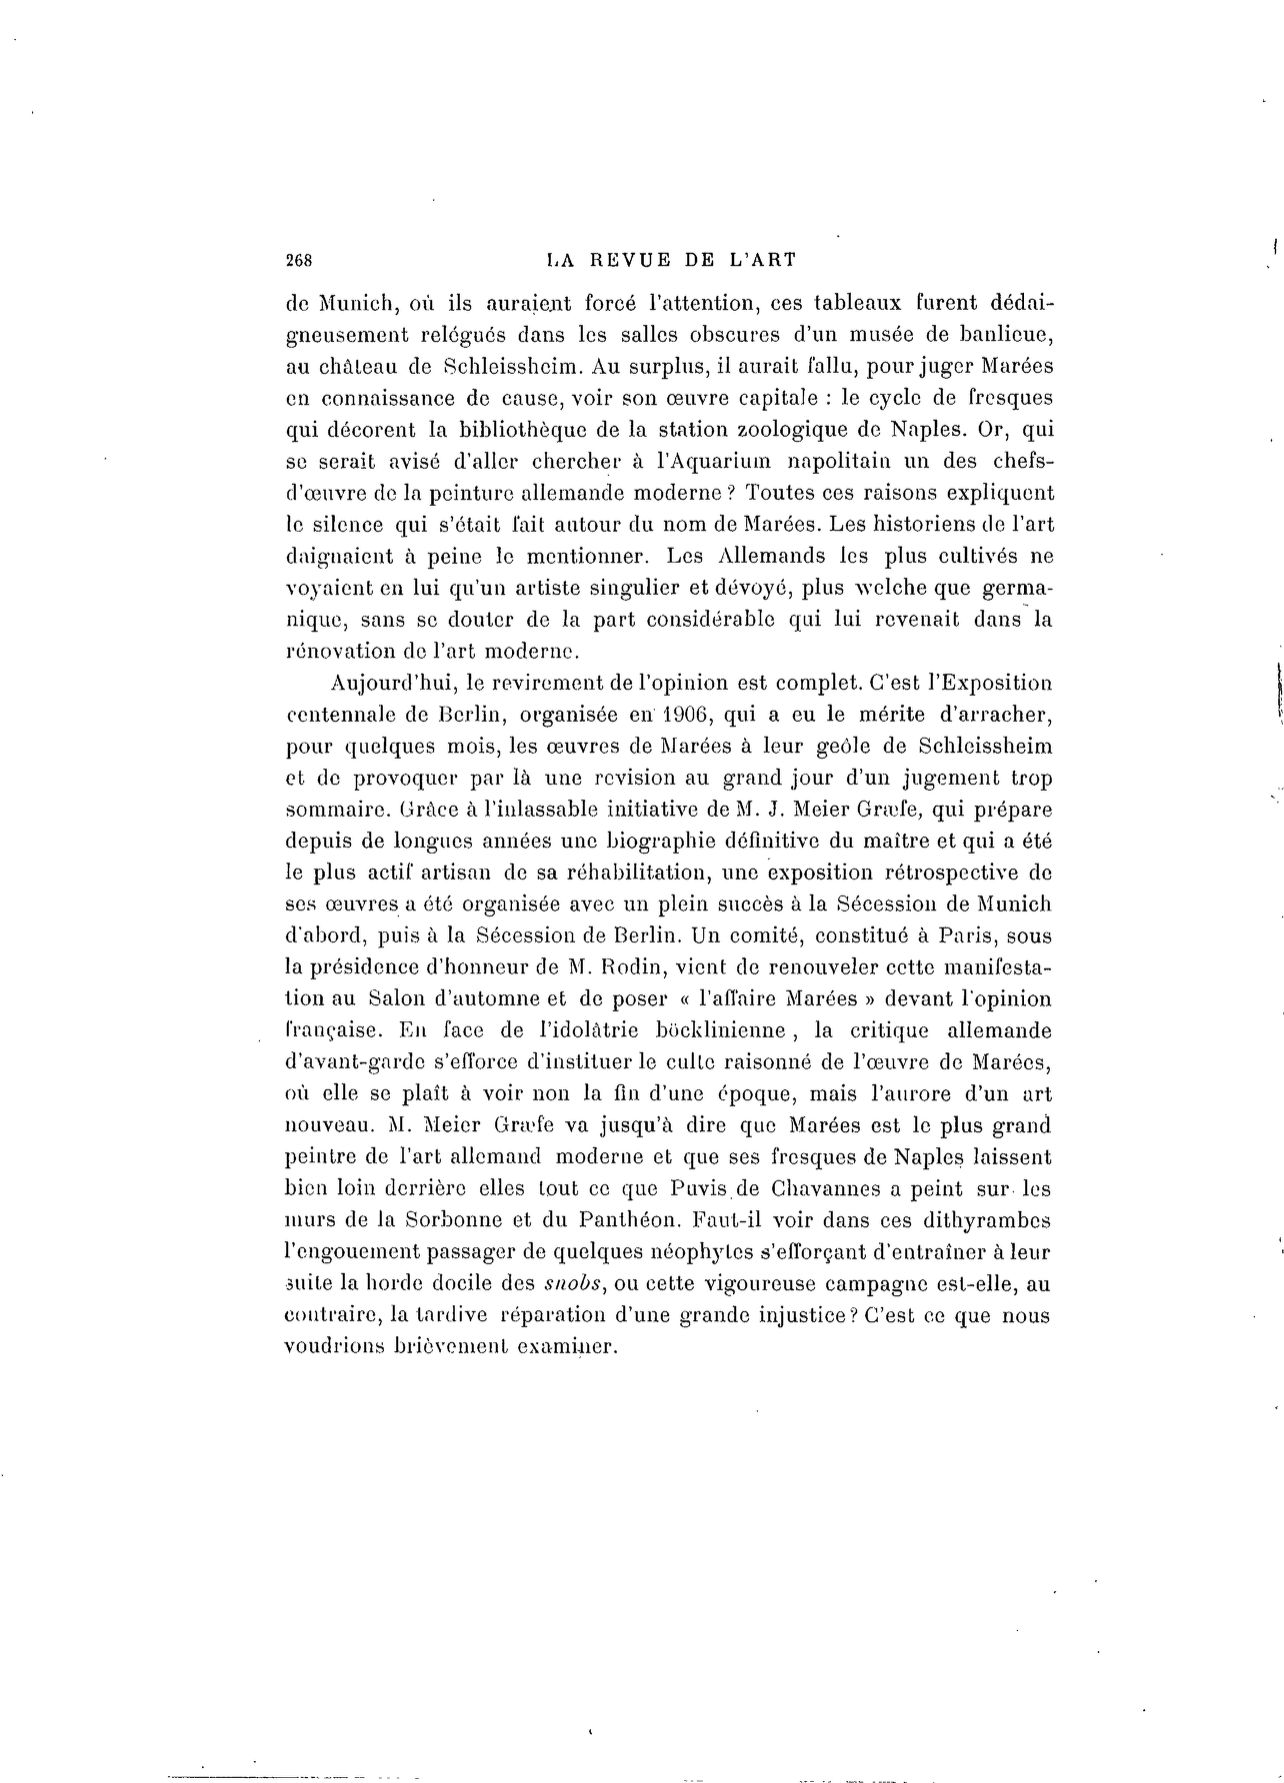 268 LA REVUE DE L'ART
de Munich, où ils auraient forcé l'attention, ces tableaux furent dédai-
gneusement relégués dans les salles obscures d'un musée de banlieue,
au château de Schleissheim. Au surplus, il aurait fallu, pour juger Marées
en connaissance de cause, voir son œuvre capitale : le cycle de fresques
qui décorent la bibliothèque de la station zoologique de Naples. Or, qui
se serait avisé d'aller chercher à l'Aquarium napolitain un des chefs-
d'œuvre de la peinture allemande moderne ? Toutes ces raisons expliquent
le silence qui s'était fait autour du nom de Marées. Les historiens de l'art
daignaient à peine le mentionner. Les Allemands les plus cultivés ne
voyaient en lui qu'un artiste singulier et dévoyé, plus welche que germa-
nique, sans se douter de la part considérable qui lui revenait dans la
rénovation de l'art moderne.
Aujourd'hui, le revirement de l'opinion est complet. C'est l'Exposition
centennale de Berlin, organisée en 1906, qui a eu le mérite d'arracher,
pour quelques mois, les œuvres de Marées à leur geôle de Schleissheim
et de provoquer par là une revision au grand jour d'un jugement trop
sommaire. Grâce à l'inlassable initiative de M. J. Meier Græfe, qui prépare
depuis de longues années une biographie définitive du maître et qui a été
le plus actif artisan de sa réhabilitation, une exposition rétrospective de
ses œuvres a été organisée avec un plein succès à la Sécession de Munich
d'abord, puis à la Sécession de Berlin. Un comité, constitué à Paris, sous
la présidence d'honneur de M. Rodin, vient de renouveler cette manifesta-
tion au Salon d'automne et de poser « l'affaire Marées » devant l'opinion
française. En face de l'idolâtrie böcklinienne, la critique allemande
d'avant-garde s'efforce d'instituer le culte raisonné de l'œuvre de Marées,
où elle se plaît à voir non la fin d'une époque, mais l'aurore d'un art
nouveau. M. Meier Græfe va jusqu'à dire que Marées est le plus grand
peintre de l'art allemand moderne et que ses fresques de Naples laissent
bien loin derrière elles tout ce que Puvis de Chavannes a peint sur les
murs de la Sorbonne et du Panthéon. Faut-il voir dans ces dithyrambes
l'engouement passager de quelques néophytes s'efforçant d'entraîner à leur
suite la horde docile des snobs, ou cette vigoureuse campagne est-elle, au
contraire, la tardive réparation d'une grande injustice ? C'est ce que nous
voudrions brièvement examiner.